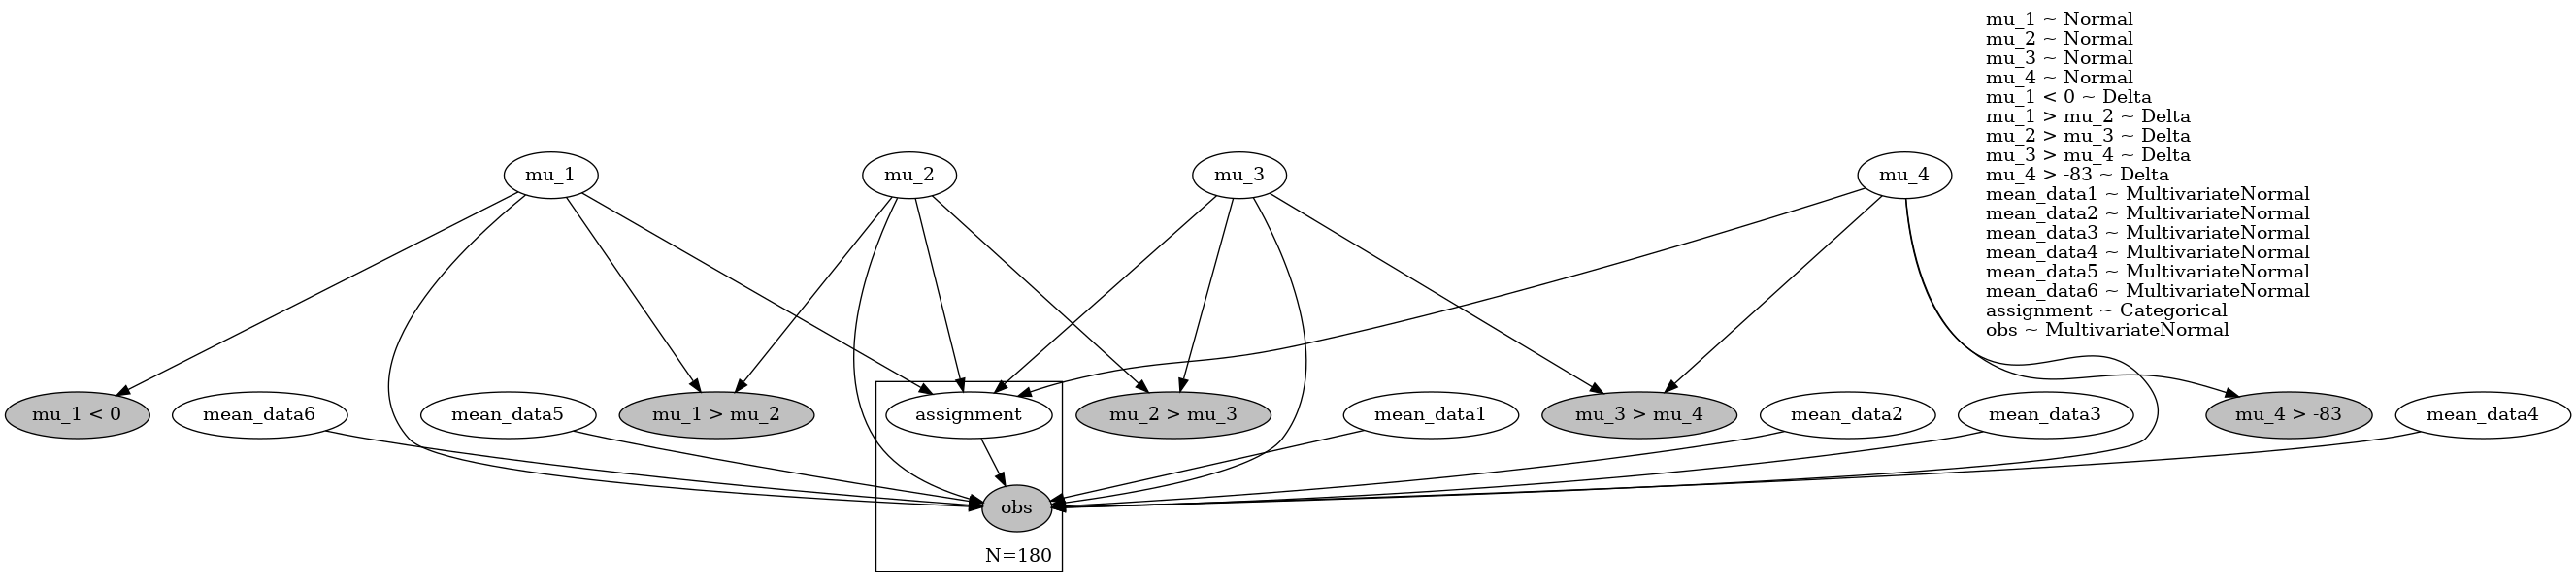 mu_1 ~ Normal
mu_2 ~ Normal
mu_3 ~ Normal
mu_4 ~ Normal
mu_1 < 0 ~ Delta
mu_1 > mu_2 ~ Delta
mu_2 > mu_3 ~ Delta
mu_3 > mu_4 ~ Delta
mu_4 > -83 ~ Delta
mean_data1 ~ MultivariateNormal
mean_data2 ~ MultivariateNormal
mean_data3 ~ MultivariateNormal
mean_data4 ~ MultivariateNormal
mean_data5 ~ MultivariateNormal
mean_data6 ~ MultivariateNormal
assignment ~ Categorical
obs ~ MultivariateNormal
mu_1
mu_2
mu_3
mu_4
mu_1 < 0
mean_data6
mean_data5
mu_1 > mu_2
assignment
mu_2 > mu_3
mean_data1
mu_3 > mu_4
mean_data2
mean_data3
mu_4 > -83
mean_data4
obs
N=180